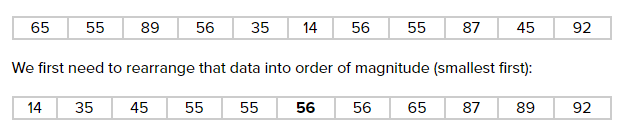 65 55 89 56 35 14 56 55 87 45 92
We first need to rearrange that data into order of magnitude (smallest first):
14 35 45 55 55 56 56 65 87 89 92